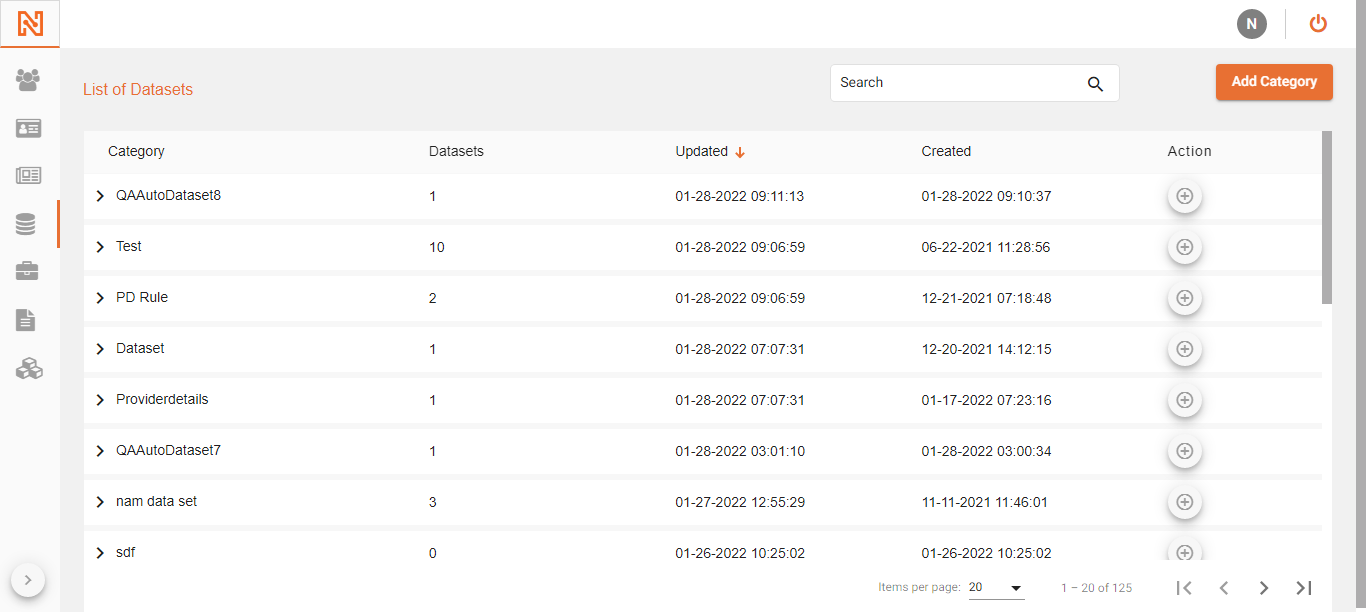 N
List of Datasets
Search
Add Category
Category Datasets Updated Created Action
QAAutoDataset8 1 01-28-2022 09:11:13 01-28-2022 09:10:37
Test 10 01-28-2022 09:06:59 06-22-2021 11:28:56
PD Rule 2 01-28-2022 09:06:59 12-21-2021 07:18:48
Dataset 1 01-28-2022 07:07:31 12-20-2021 14:12:15
Providerdetails 1 01-28-2022 07:07:31 01-17-2022 07:23:16
QAAutoDataset7 1 01-28-2022 03:01:10 01-28-2022 03:00:34
nam data set 3 01-27-2022 12:55:29 11-11-2021 11:46:01
sdf 0 01-26-2022 10:25:02 01-26-2022 10:25:02
Items per page: 20 1 – 20 of 125